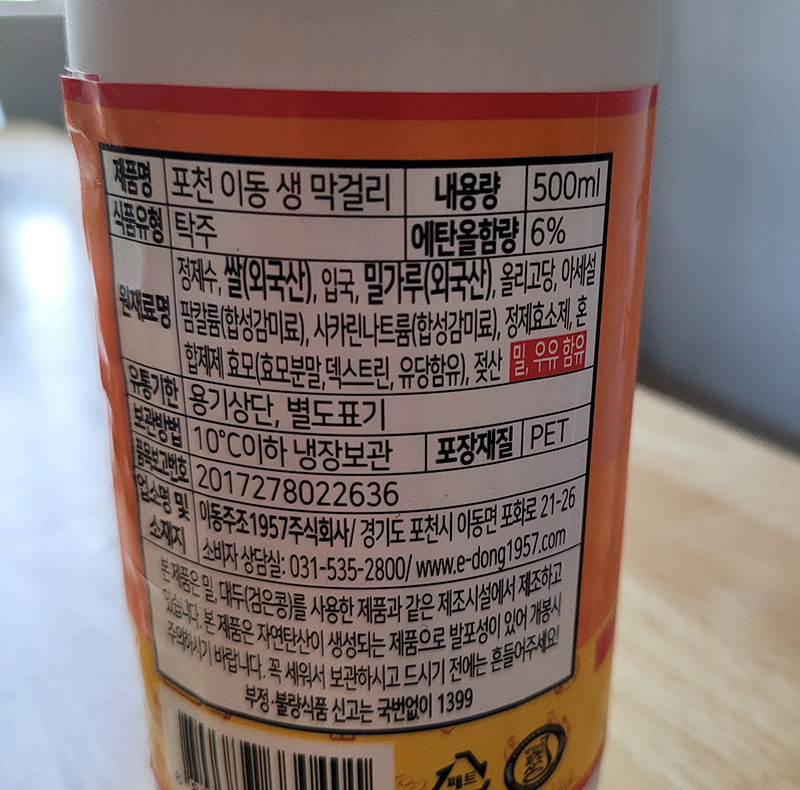 제품명 포천 이동 생 막걸리 내용량 500ml
식품유형 탁주 에탄올함량 6%
원재료명 정제수, 쌀(외국산), 입국, 밀가루(외국산), 올리고당, 아세설
팜칼륨(합성감미료), 사카린나트륨(합성감미료), 정제효소제, 혼
합제제 효모(효모분말,덱스트린, 유당함유), 젖산 밀, 우유 함유
유통기한 용기상단, 별도표기
보관방법 10℃이하 냉장보관 포장재질 PET
품목보고번호 2017278022636
업소명 및 소재지 이동주조1957주식회사/ 경기도 포천시 이동면 포화로 21-26
소비자 상담실: 031-535-2800/ www.e-dong1957.com
본 제품은 밀, 대두(검은콩)를 사용한 제품과 같은 제조시설에서 제조하고
있습니다. 본 제품은 자연탄산이 생성되는 제품으로 발포성이 있어 개봉시
주의하시기 바랍니다. 꼭 세워서 보관하시고 드시기 전에는 흔들어주세요!
부정·불량식품 신고는 국번없이 1399
페트